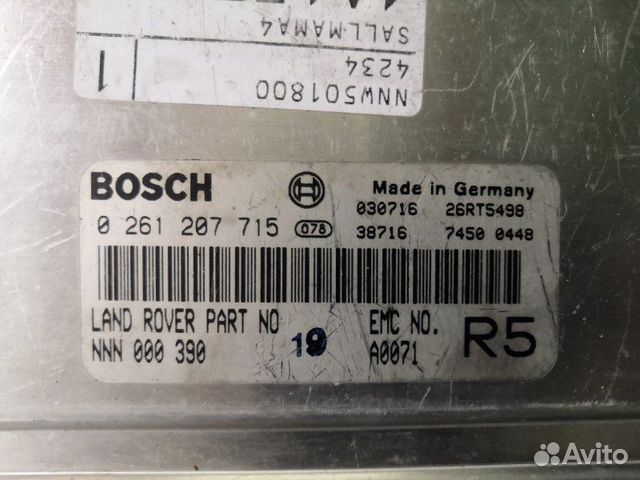 NNW501800
4234
1
SALLMAMA4
BOSCH
Made in Germany
0 261 207 715 078
030716 26RT5498
38716 7450 0448
LAND ROVER PART NO
EMC NO.
NNN 000 390
19
A0071
R5
Avito